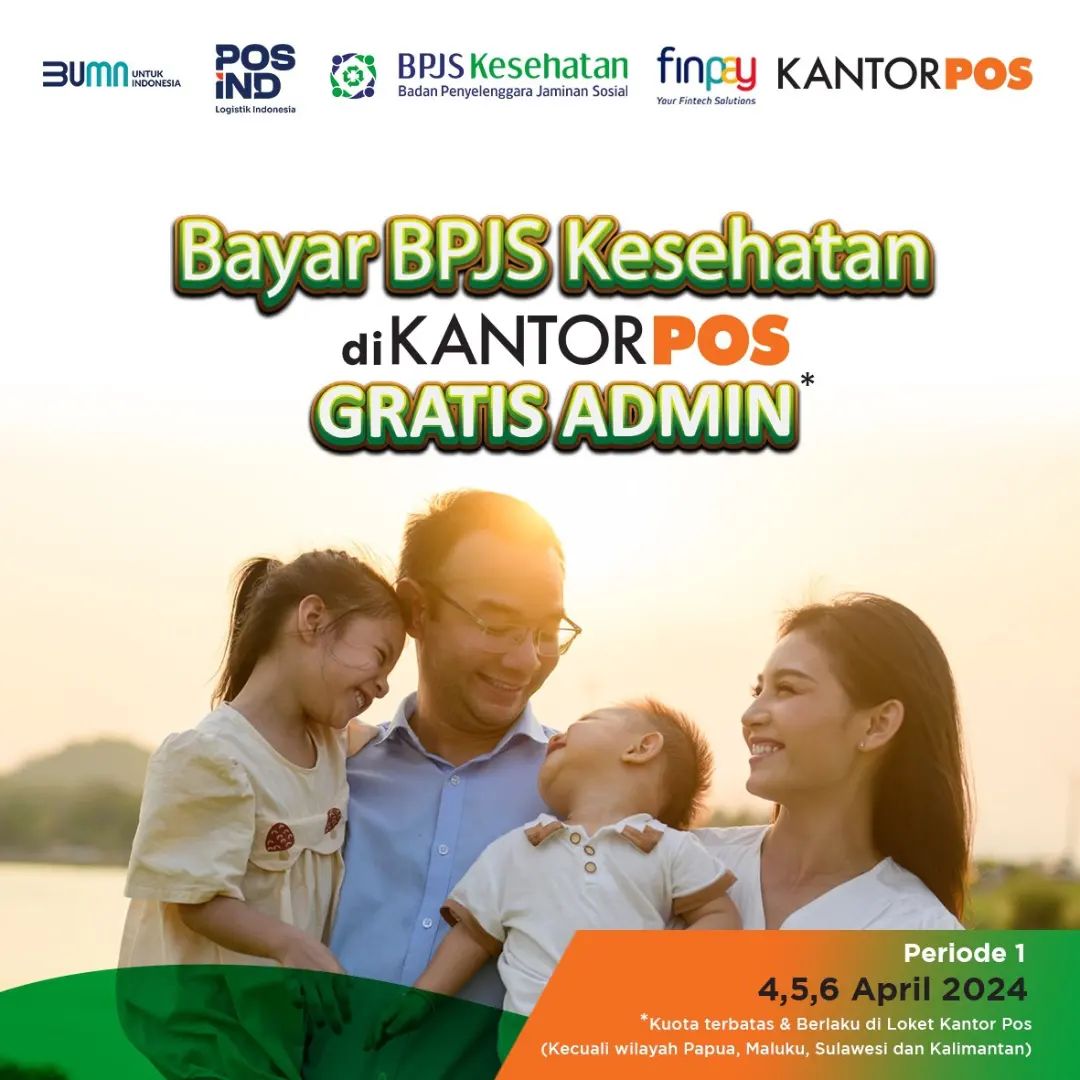 BUMN UNTUK INDONESIA
POS IND
Logistik Indonesia
BPJS Kesehatan
Badan Penyelenggara Jaminan Sosial
finpay
Your Fintech Solutions
KANTORPOS
Bayar BPJS Kesehatan
di KANTORPOS
GRATIS ADMIN*
Periode 1
4,5,6 April 2024
*Kuota terbatas & Berlaku di Loket Kantor Pos
(Kecuali wilayah Papua, Maluku, Sulawesi dan Kalimantan)